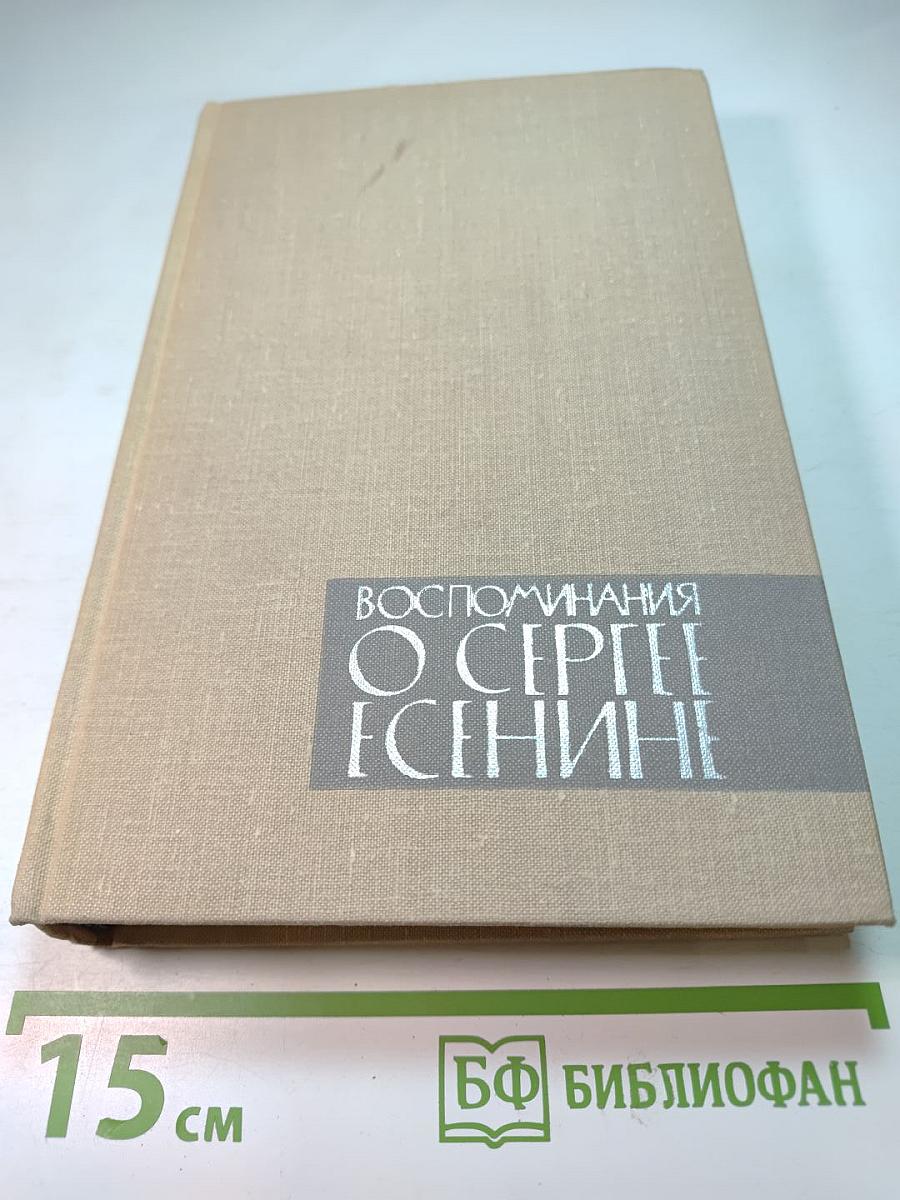 ВОСПОМИНАНИЯ
О СЕРГЕЕ
ЕСЕНИНЕ
15 см
БФ БИБЛИОФАН